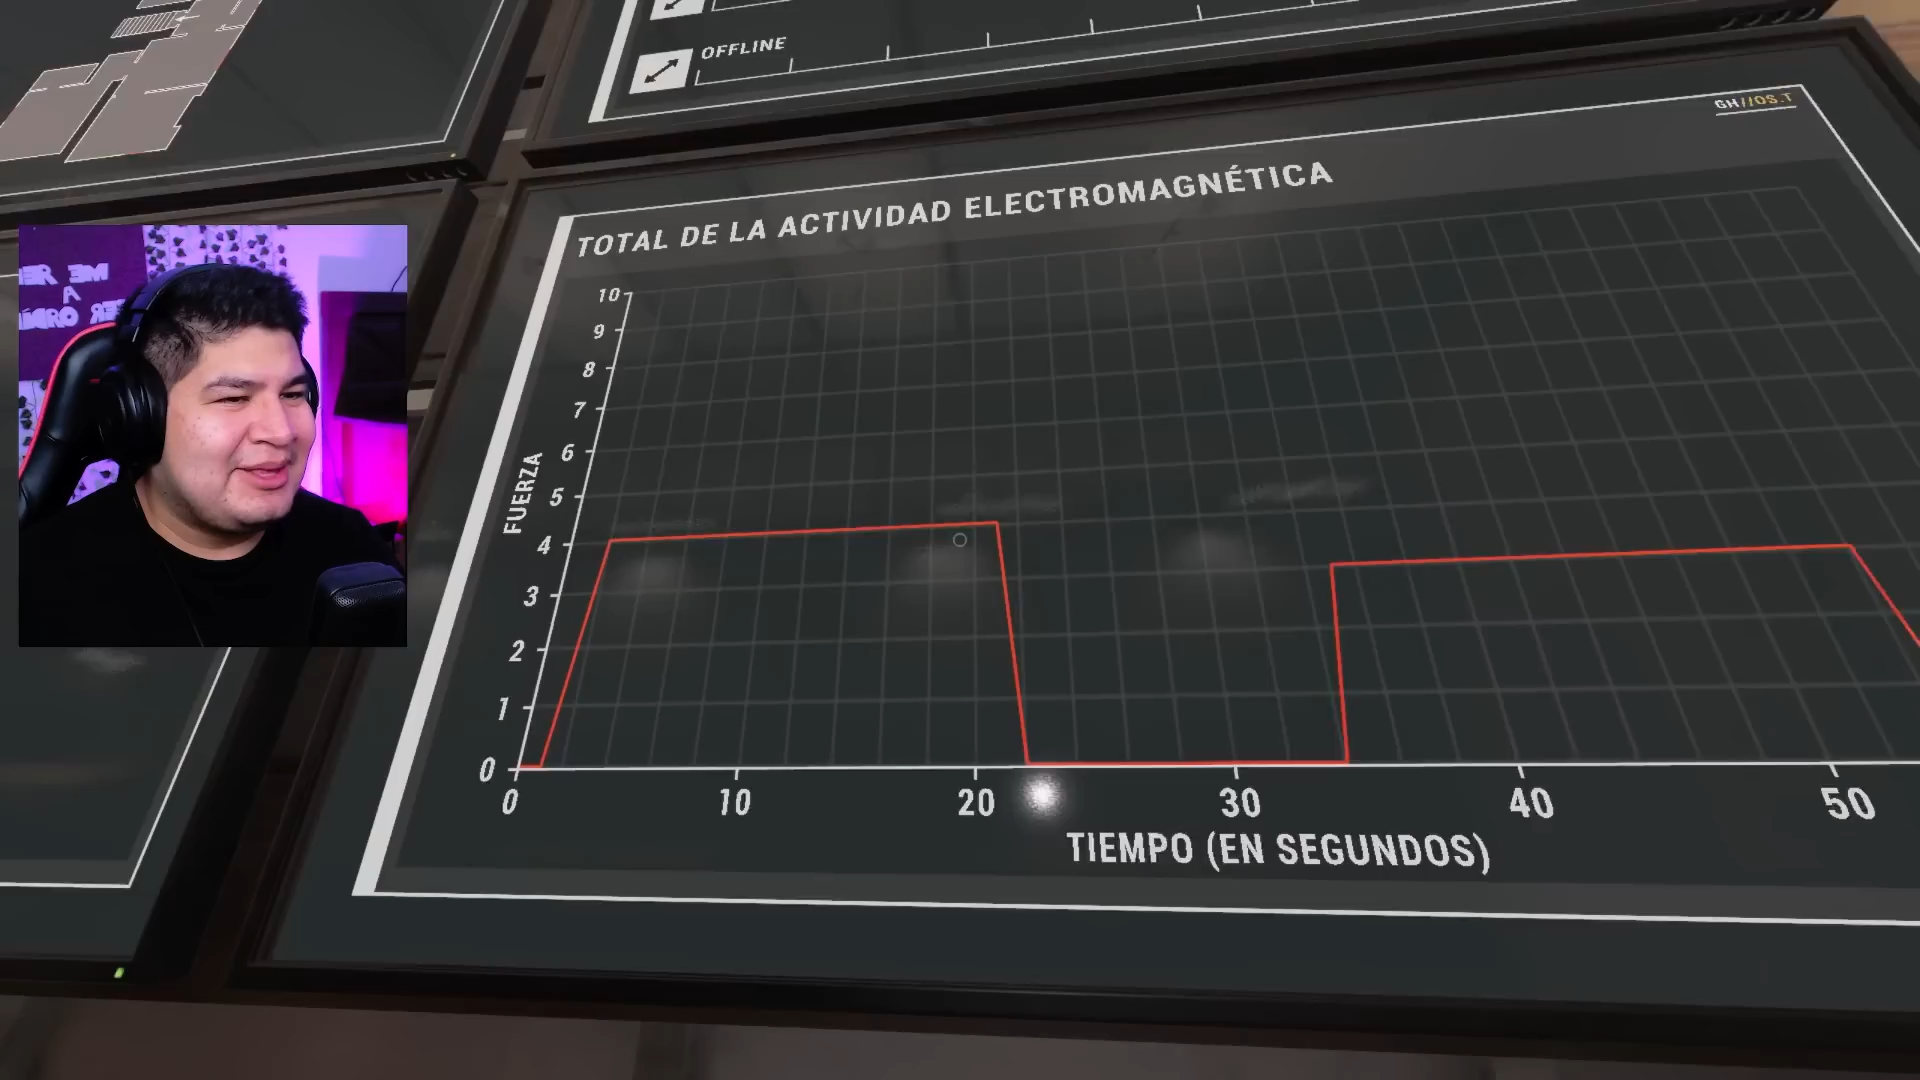 OFFLINE
GH//OS.T
TOTAL DE LA ACTIVIDAD ELECTROMAGNÉTICA
10
9
8
7
6
5
4
3
2
1
0
FUERZA
0 10 20 30 40 50
TIEMPO (EN SEGUNDOS)
A